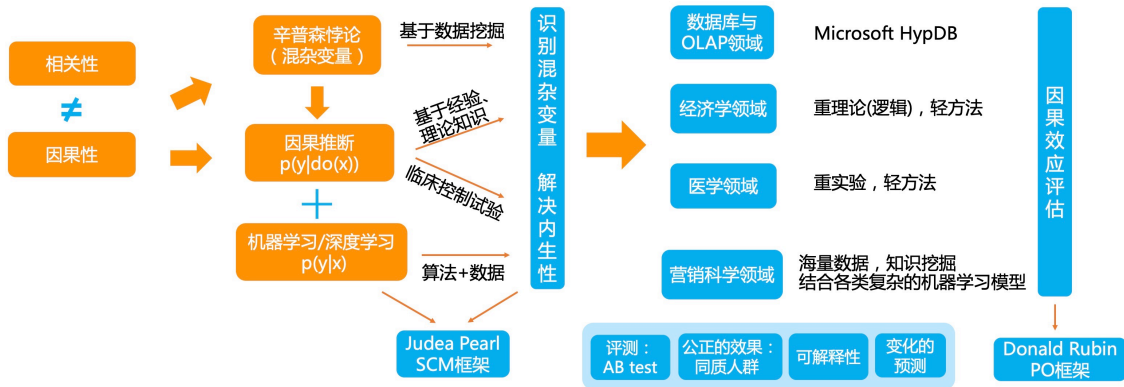 相关性
≠
因果性
辛普森悖论
（混杂变量）
因果推断
p(y|do(x))
+
机器学习/深度学习
p(y|x)
基于数据挖掘
基于经验、
理论知识
临床控制试验
算法+数据
识别混杂变量 解决内生性
Judea Pearl
SCM框架
数据库与
OLAP领域
Microsoft HypDB
经济学领域
重理论(逻辑)，轻方法
医学领域
重实验，轻方法
营销科学领域
海量数据，知识挖掘
结合各类复杂的机器学习模型
评测：
AB test
公正的效果：
同质人群
可解释性
变化的
预测
因果效应评估
Donald Rubin
PO框架